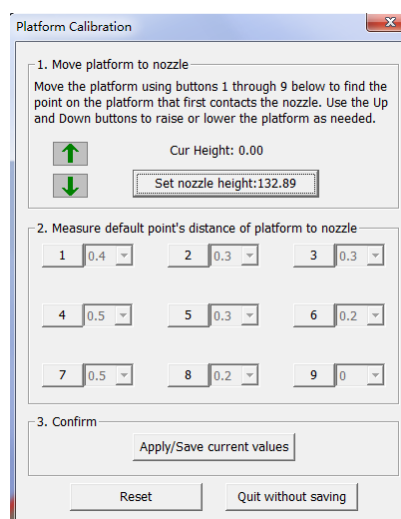 Platform Calibration
1. Move platform to nozzle
Move the platform using buttons 1 through 9 below to find the
point on the platform that first contacts the nozzle. Use the Up
and Down buttons to raise or lower the platform as needed.
Cur Height: 0.00
Set nozzle height:132.89
2. Measure default point's distance of platform to nozzle
1 0.4 2 0.3 3 0.3
4 0.5 5 0.3 6 0.2
7 0.5 8 0.2 9 0
3. Confirm
Apply/Save current values
Reset Quit without saving